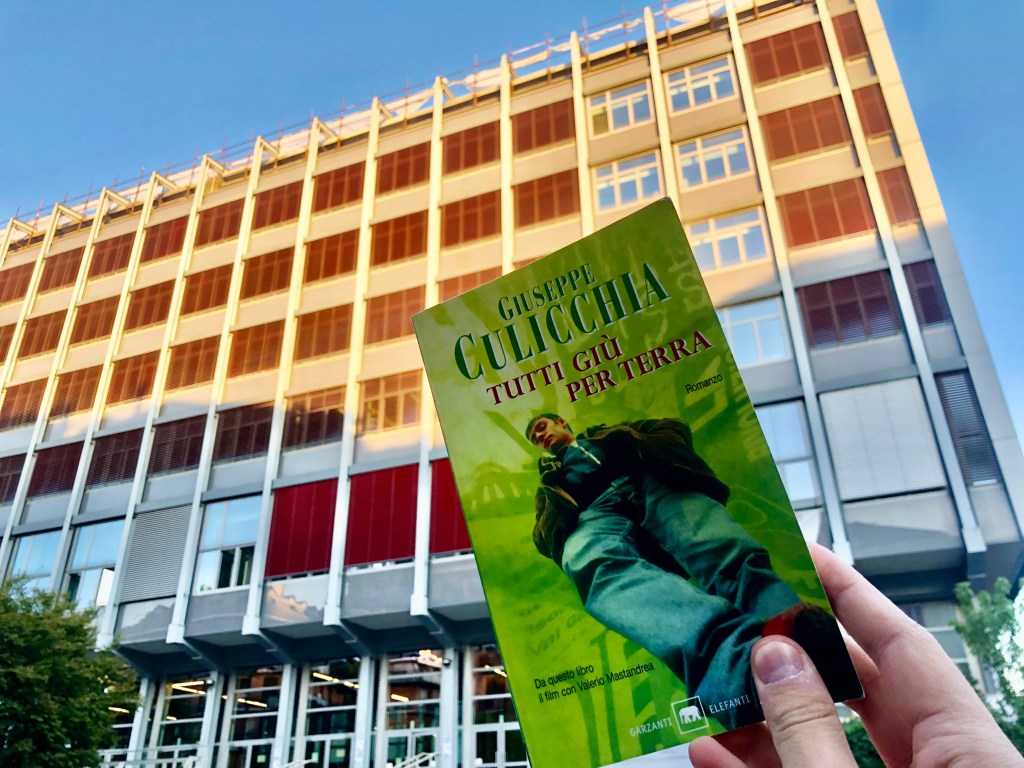 GIUSEPPE
CULICCHIA
TUTTI GIÙ
PER TERRA
Romanzo
Da questo libro
il film con Valerio Mastandrea
GARZANTI ELEFANTI